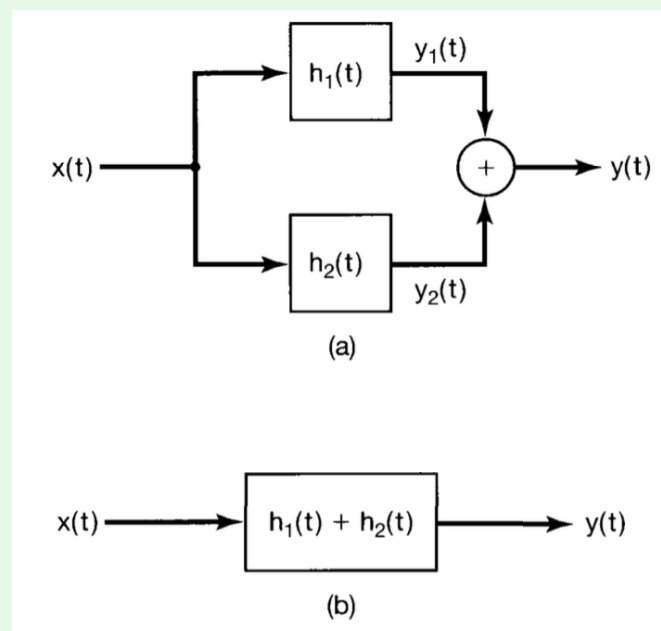 y₁(t)
h₁(t)
x(t)
+
y(t)
h₂(t)
y₂(t)
(a)
x(t)
h₁(t) + h₂(t)
y(t)
(b)